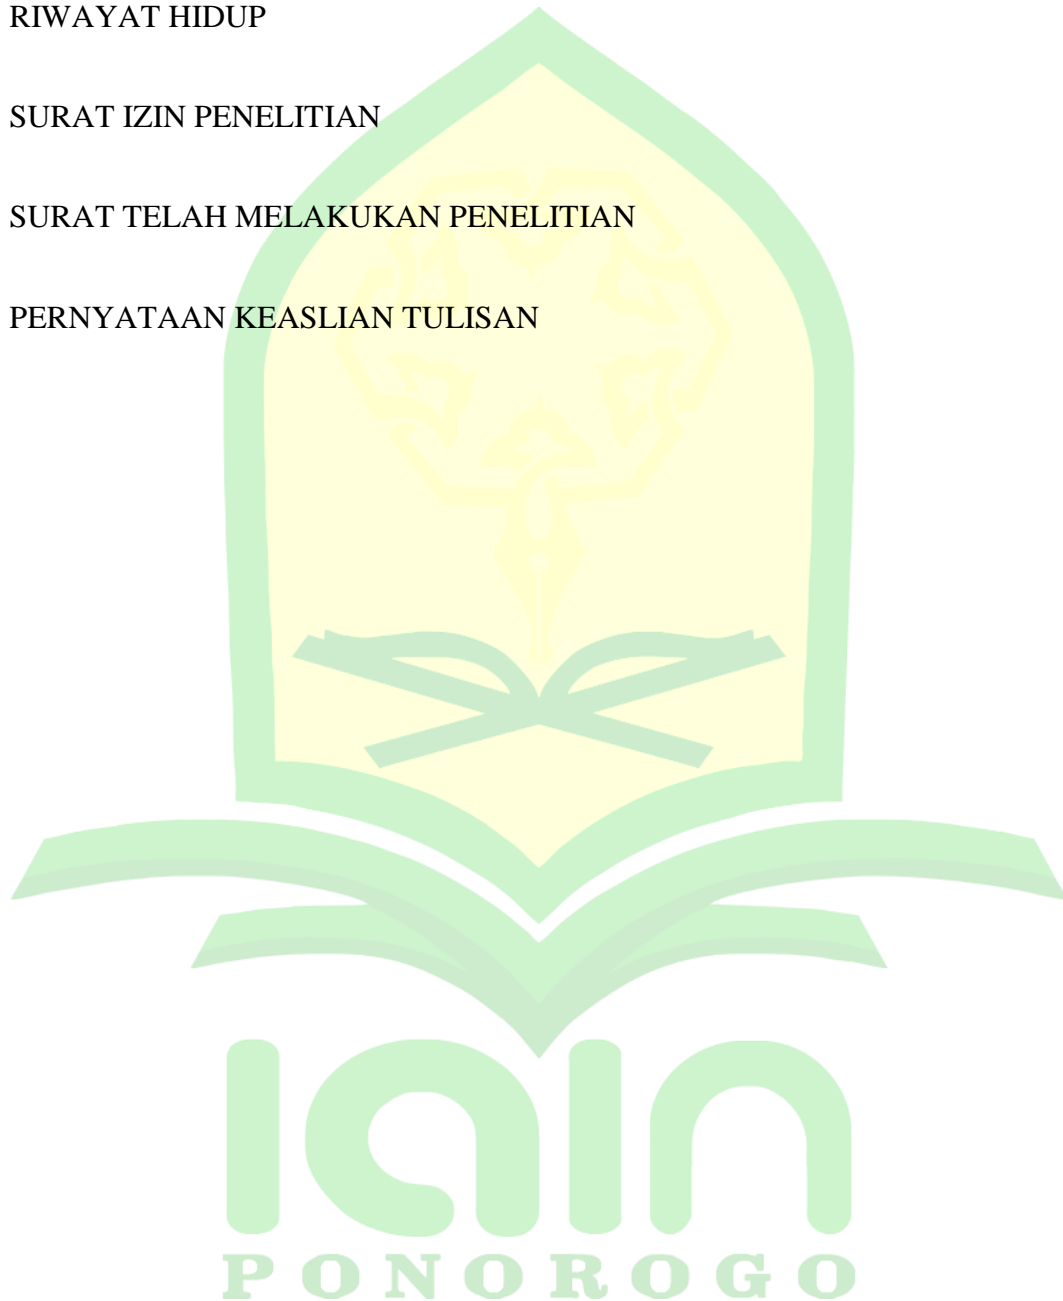 RIWAYAT HIDUP
SURAT IZIN PENELITIAN
SURAT TELAH MELAKUKAN PENELITIAN
PERNYATAAN KEASLIAN TULISAN
iain
PONOROGO